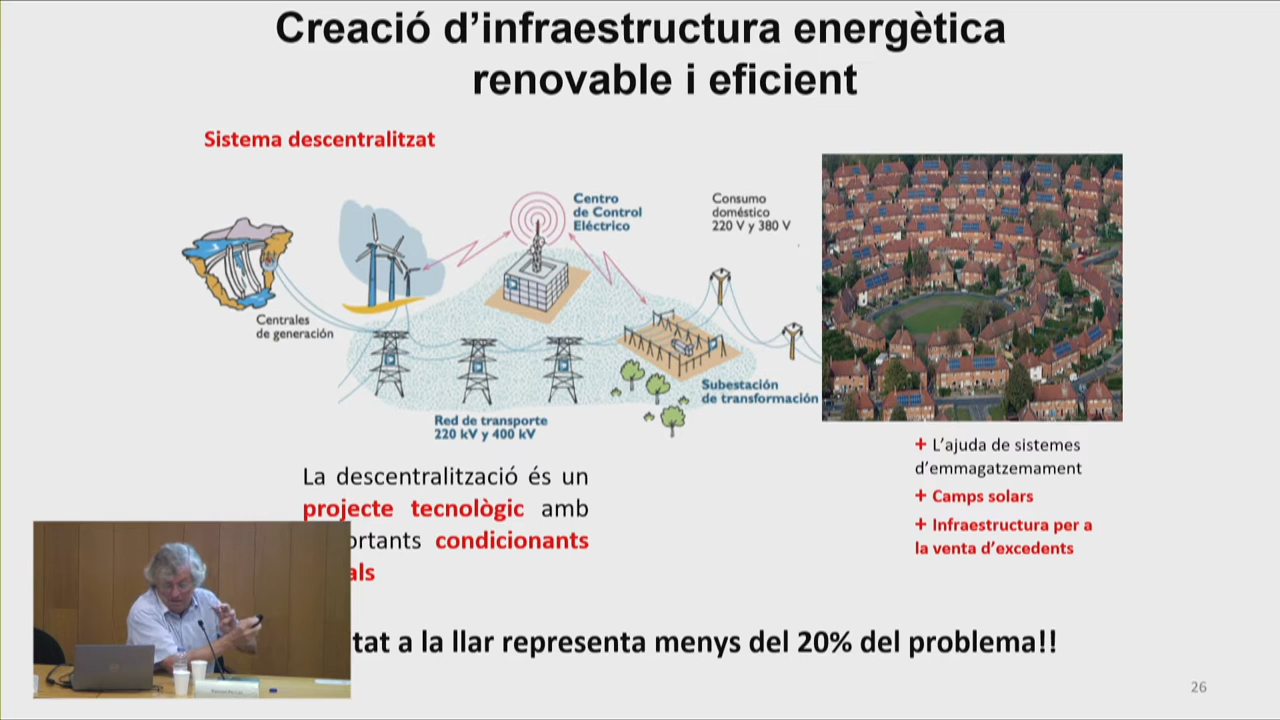 Creació d’infraestructura energètica
renovable i eficient
Sistema descentralitzat
Centro
de Control
Eléctrico
Consumo
doméstico
220 V y 380 V
Centrales
de generación
Subestación
de transformación
Red de transporte
220 kV y 400 kV
La descentralització és un
projecte tecnològic amb
ortants condicionants
als
+ L’ajuda de sistemes
d’emmagatzemament
+ Camps solars
+ Infraestructura per a
la venta d’excedents
tat a la llar representa menys del 20% del problema!!
26